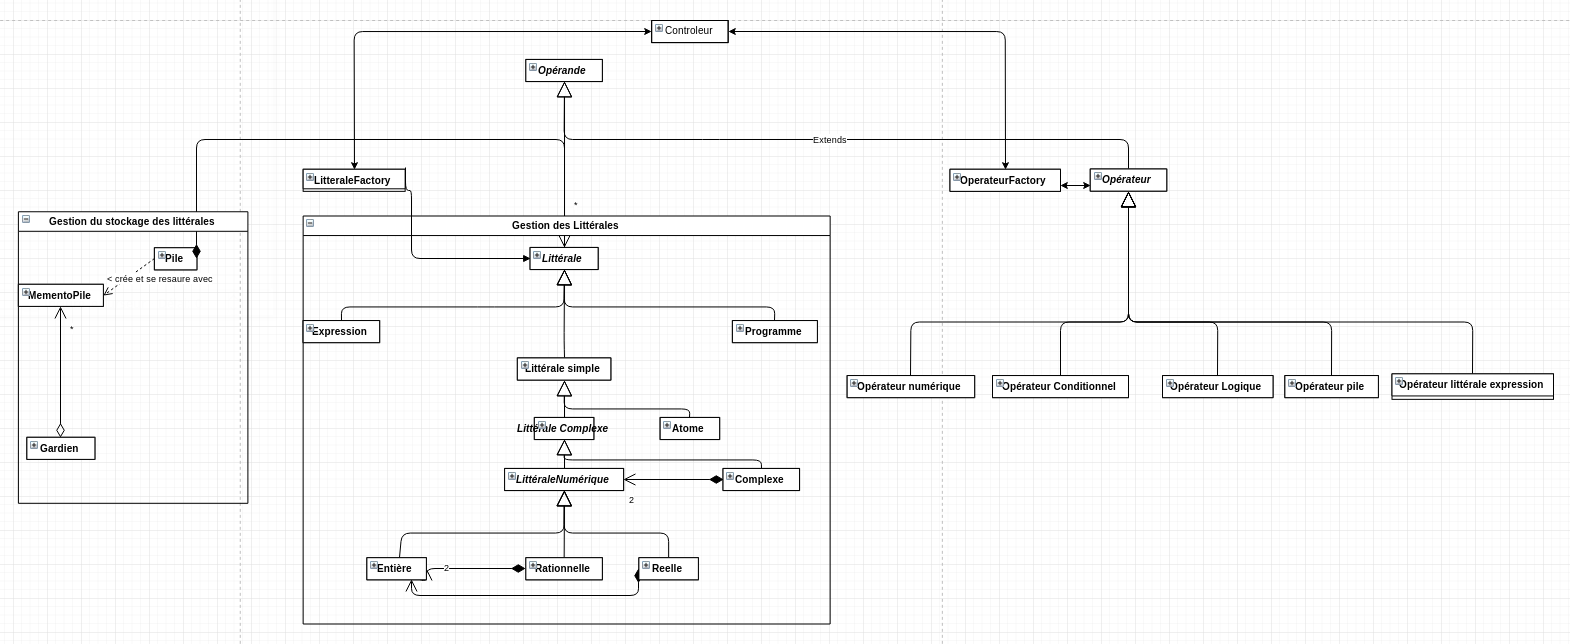 Controleur
Opérande
Extends
LitteraleFactory
OperateurFactory
Opérateur
*
Gestion du stockage des littérales
Gestion des Littérales
Pile
Littérale
< crée et se resaure avec
MementoPile
*
Expression
Programme
Littérale simple
Opérateur numérique
Opérateur Conditionnel
Opérateur Logique
Opérateur pile
Opérateur littérale expression
Littérale Complexe
Atome
Gardien
LittéraleNumérique
Complexe
2
Entière
2
Rationnelle
Reelle